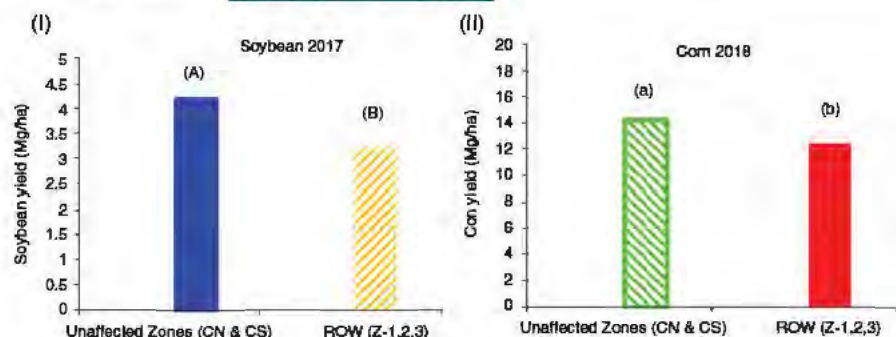 (I)
Soybean 2017
Soybean yield (Mg/ha)
5
4.5
4
3.5
3
2.5
2
1.5
1
0.5
0
(A)
(B)
Unaffected Zones (CN & CS)
ROW (Z-1,2,3)
(II)
Corn 2018
Con yield (Mg/ha)
20
18
16
14
12
10
8
6
4
2
0
(a)
(b)
Unaffected Zones (CN & CS)
ROW (Z-1,2,3)